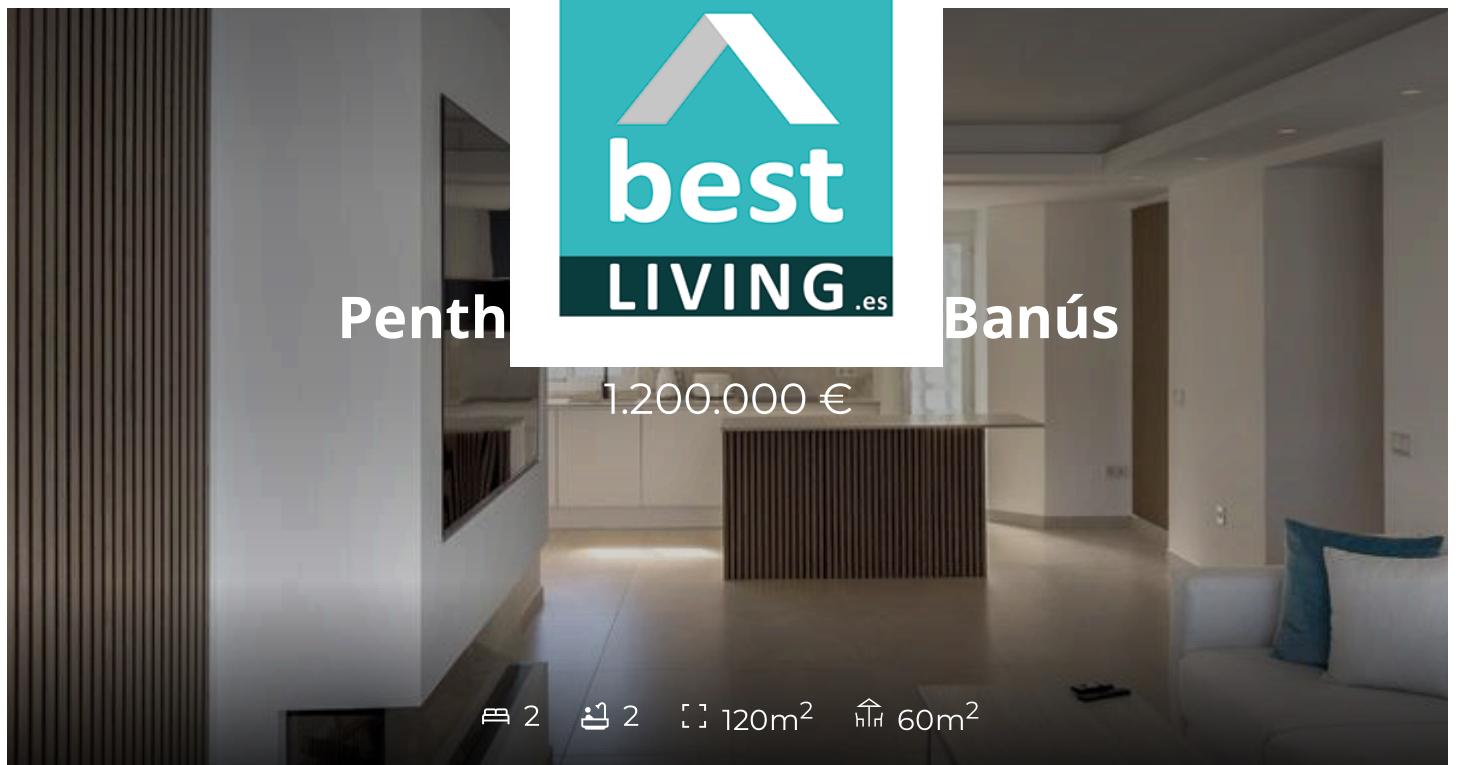 best
LIVING.es
Penth Banús
1.200.000 €
2 2 120m² 60m²